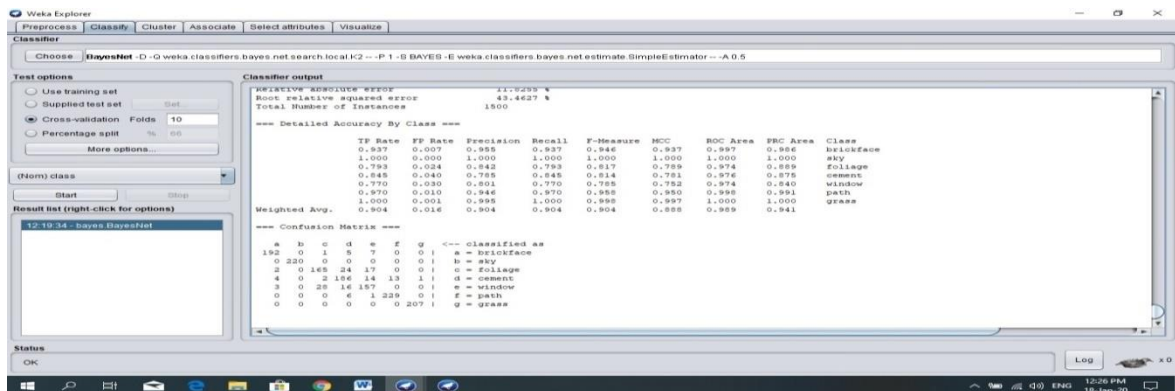 Weka Explorer
Preprocess Classify Cluster Associate Select attributes Visualize
Classifier
Choose BayesNet -D -Q weka.classifiers.bayes.net.search.local.K2 -- -P 1 -S BAYES -E weka.classifiers.bayes.net.estimate.SimpleEstimator -- -A 0.5
Test options
Use training set
Supplied test set Set...
Cross-validation Folds 10
Percentage split % 66
More options...
(Nom) class
Start Stop
Result list (right-click for options)
12:19:34 - bayes.BayesNet
Classifier output
Relative absolute error %
Root relative squared error 43.4627 %
Total Number of Instances 1500
=== Detailed Accuracy By Class ===
TP Rate FP Rate Precision Recall F-Measure MCC ROC Area PRC Area Class
0.937 0.007 0.955 0.937 0.946 0.937 0.997 0.986 brickface
1.000 0.000 1.000 1.000 1.000 1.000 1.000 1.000 sky
0.793 0.024 0.842 0.793 0.817 0.789 0.974 0.889 foliage
0.845 0.040 0.785 0.845 0.814 0.781 0.976 0.875 cement
0.770 0.030 0.801 0.770 0.785 0.752 0.974 0.840 window
0.970 0.010 0.946 0.970 0.958 0.950 0.998 0.991 path
1.000 0.001 0.995 1.000 0.998 0.997 1.000 1.000 grass
Weighted Avg. 0.904 0.016 0.904 0.904 0.904 0.888 0.989 0.941
=== Confusion Matrix ===
a b c d e f g <-- classified as
192 0 1 5 7 0 0 | a = brickface
0 220 0 0 0 0 0 | b = sky
2 0 165 24 17 0 0 | c = foliage
4 0 2 186 14 13 1 | d = cement
3 0 28 16 157 0 0 | e = window
0 0 0 6 1 229 0 | f = path
0 0 0 0 0 0 207 | g = grass
Status
OK
Log x 0
ENG 12:26 PM
18-Jan-20